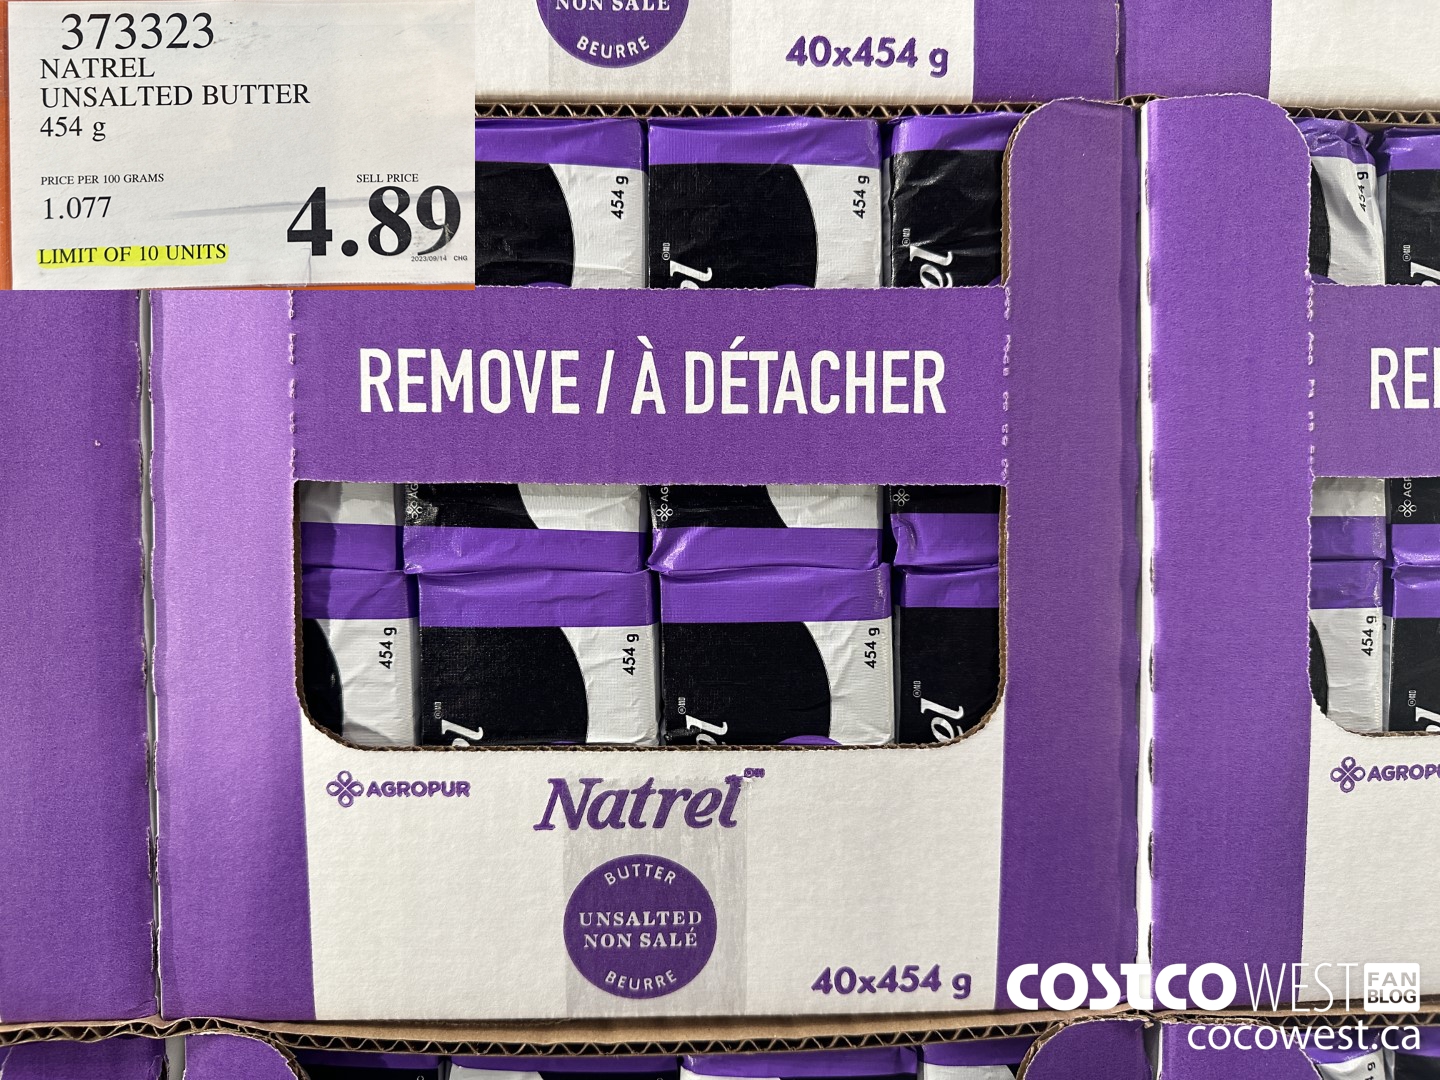 373323
NATREL
UNSALTED BUTTER
454 g
PRICE PER 100 GRAMS
SELL PRICE
1.077
4.89
LIMIT OF 10 UNITS
2023/09/14 CHG
NON SALÉ
BEURRE
40x454 g
454 g
454 g
454 g
REMOVE / À DÉTACHER
454 g
454 g
454 g
454 g
AGROPUR
Natrel
BUTTER
UNSALTED
NON SALÉ
BEURRE
40x454 g
COSTCO WEST FAN BLOG
cocowest.ca
454 g